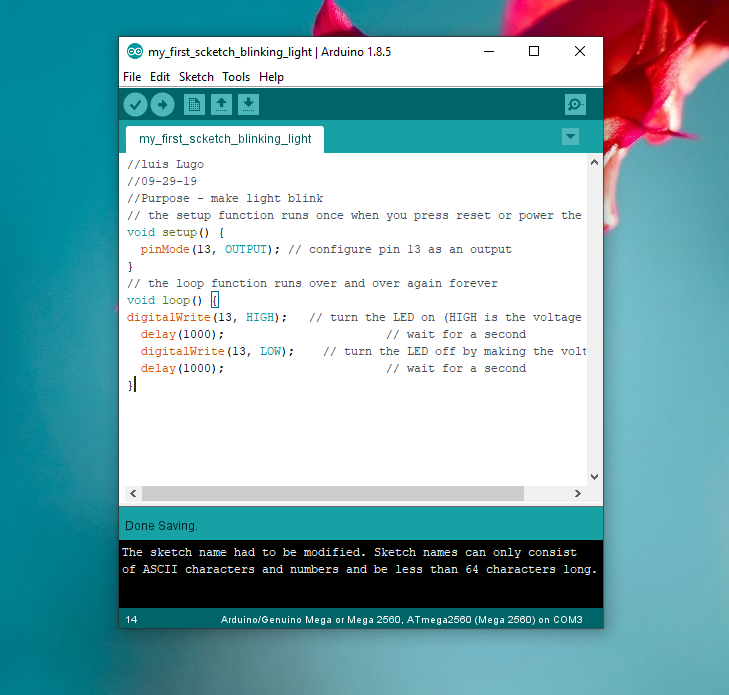 my_first_scketch_blinking_light | Arduino 1.8.5
File Edit Sketch Tools Help
my_first_scketch_blinking_light
//luis Lugo
//09-29-19
//Purpose - make light blink
// the setup function runs once when you press reset or power the
void setup() {
  pinMode(13, OUTPUT); // configure pin 13 as an output
}
// the loop function runs over and over again forever
void loop() {
digitalWrite(13, HIGH);   // turn the LED on (HIGH is the voltage
  delay(1000);                       // wait for a second
  digitalWrite(13, LOW);    // turn the LED off by making the volt
  delay(1000);                       // wait for a second
}
Done Saving.
The sketch name had to be modified. Sketch names can only consist
of ASCII characters and numbers and be less than 64 characters long.
14 Arduino/Genuino Mega or Mega 2560, ATmega2560 (Mega 2560) on COM3